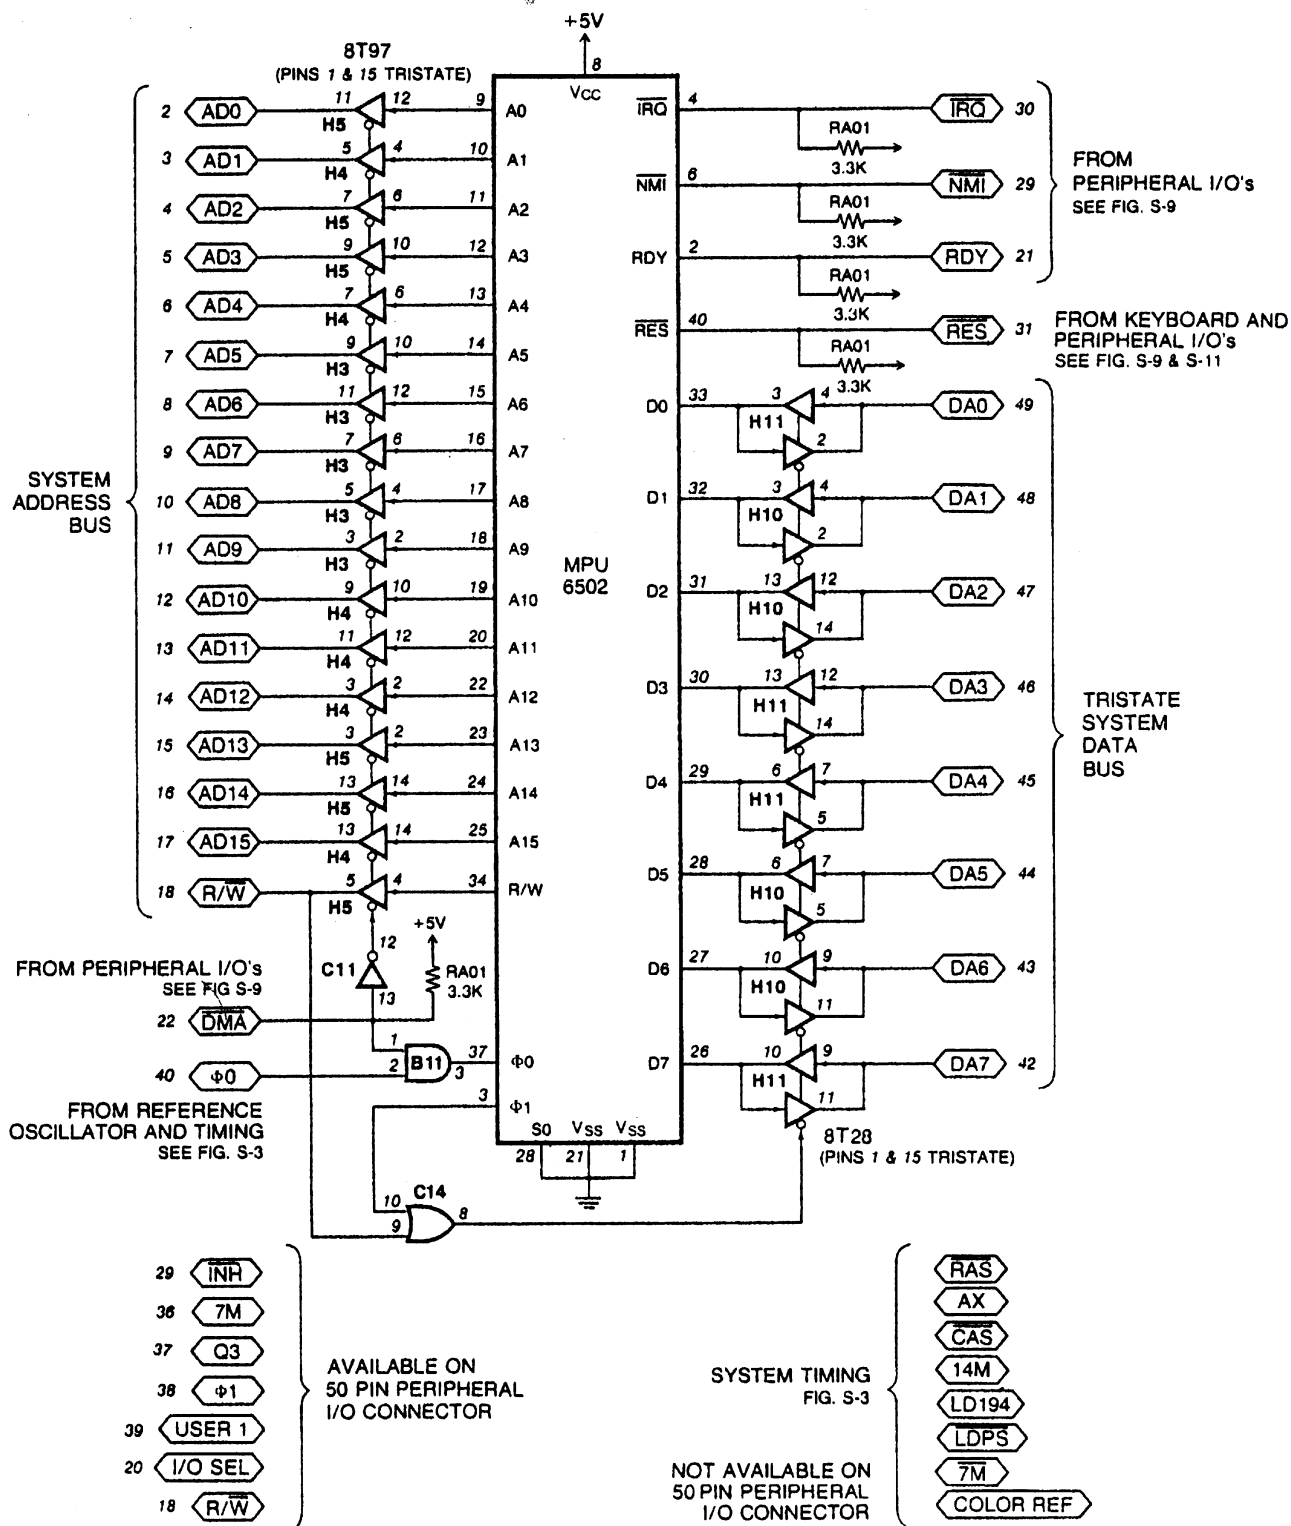 +5V
8T97
(PINS 1 & 15 TRISTATE)
8
VCC
2 AD0 11 12 9 A0
H5
3 AD1 5 4 10 A1
H4
4 AD2 7 6 11 A2
H5
5 AD3 9 10 12 A3
H5
6 AD4 7 6 13 A4
H4
7 AD5 9 10 14 A5
H3
8 AD6 11 12 15 A6
H3
9 AD7 7 6 16 A7
H3
10 AD8 5 4 17 A8
H3
11 AD9 3 2 18 A9
H3
12 AD10 9 10 19 A10
H4
13 AD11 11 12 20 A11
H4
14 AD12 3 2 22 A12
H4
15 AD13 3 2 23 A13
H5
16 AD14 13 14 24 A14
H5
17 AD15 13 14 25 A15
H4
18 R/W̅ 5 4 34 R/W
H5
SYSTEM
ADDRESS
BUS
MPU
6502
I̅R̅Q̅ 4 I̅R̅Q̅ 30
RA01
3.3K
N̅M̅I̅ 6 N̅M̅I̅ 29
RA01
3.3K
RDY 2 RDY 21
RA01
3.3K
R̅E̅S̅ 40 R̅E̅S̅ 31
RA01
3.3K
FROM
PERIPHERAL I/O's
SEE FIG. S-9
FROM KEYBOARD AND
PERIPHERAL I/O's
SEE FIG. S-9 & S-11
D0 33 3 4 DA0 49
H11
2
D1 32 3 4 DA1 48
H10
2
D2 31 13 12 DA2 47
H10
14
D3 30 13 12 DA3 46
H11
14
D4 29 6 7 DA4 45
H11
5
D5 28 6 7 DA5 44
H10
5
D6 27 10 9 DA6 43
H10
11
D7 26 10 9 DA7 42
H11
11
TRISTATE
SYSTEM
DATA
BUS
8T28
(PINS 1 & 15 TRISTATE)
12
C11
13
+5V
RA01
3.3K
FROM PERIPHERAL I/O's
SEE FIG S-9
22 D̅M̅A̅
1
B11 3 37 Φ0
40 Φ0 2
FROM REFERENCE
OSCILLATOR AND TIMING
SEE FIG. S-3
3 Φ1
S0 VSS VSS
28 21 1
C14
10
9
8
29 I̅N̅H̅
36 7M
37 Q3
38 Φ1
39 USER 1
20 I/O SEL
18 R/W̅
AVAILABLE ON
50 PIN PERIPHERAL
I/O CONNECTOR
SYSTEM TIMING
FIG. S-3
NOT AVAILABLE ON
50 PIN PERIPHERAL
I/O CONNECTOR
R̅A̅S̅
AX
C̅A̅S̅
14M
LD194
L̅D̅P̅S̅
7̅M̅
COLOR REF